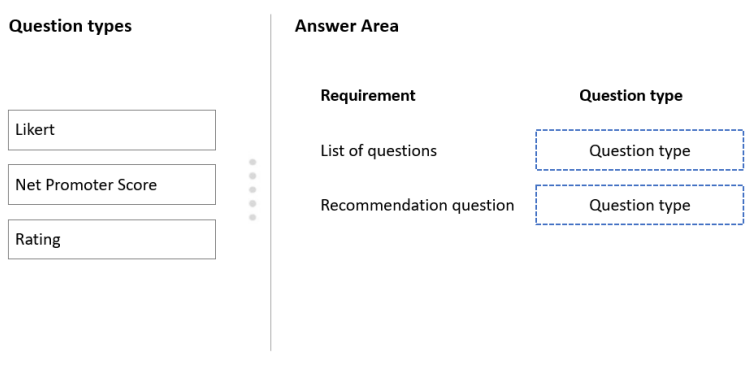 Question types
Likert
Net Promoter Score
Rating
Answer Area
Requirement Question type
List of questions Question type
Recommendation question Question type